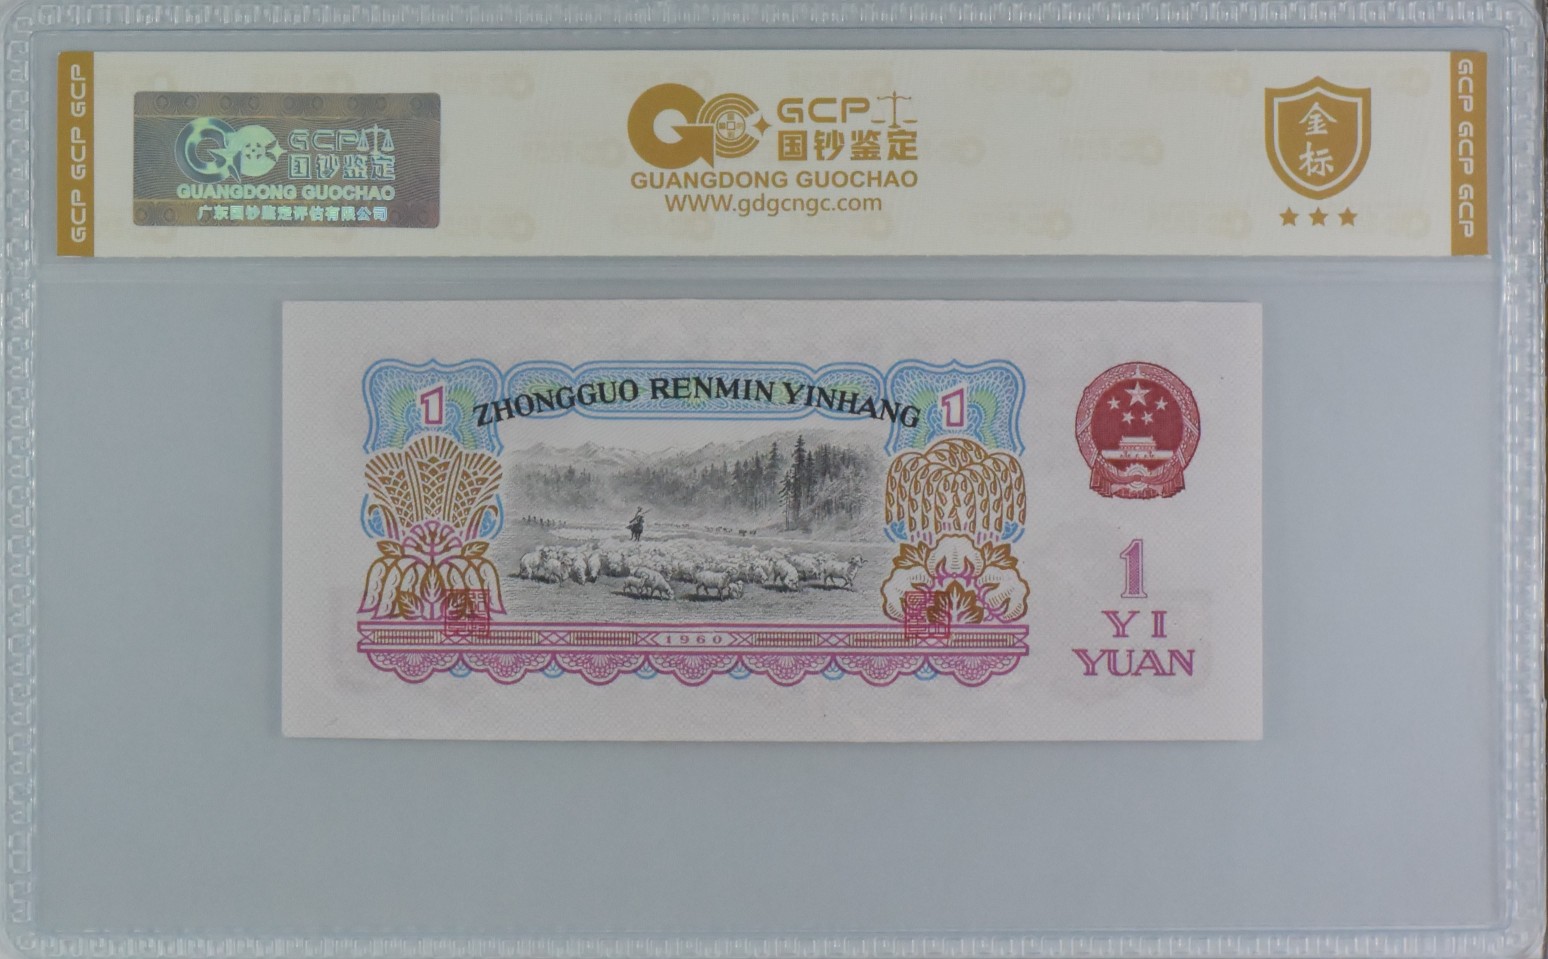 GCP GCP GCP
GCP
国钞鉴定
GUANGDONG GUOCHAO
广东国钞鉴定评估有限公司
GCP
国钞鉴定
GUANGDONG GUOCHAO
WWW.gdgcngc.com
金
标
GCP GCP GCP
1
ZHONGGUO RENMIN YINHANG
1
1960
1
YI
YUAN